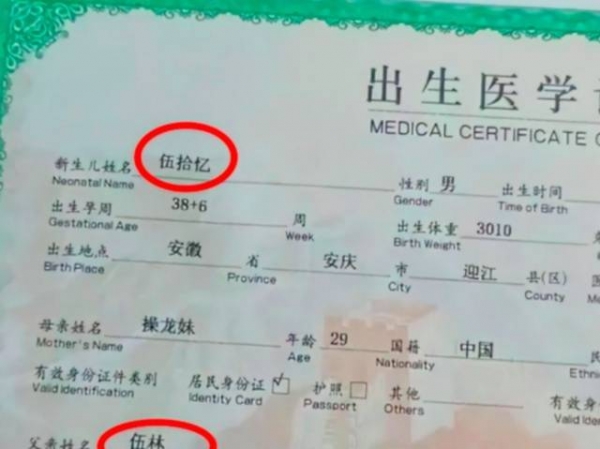 出生医学
MEDICAL CERTIFICATE
新生儿姓名 伍拾忆 性别 男 出生时间
Neonatal Name Gender Time of Birth
出生孕周 38+6 周 出生体重 3010
Gestational Age Week Birth Weight
出生地点 安徽 省 安庆 市 迎江 县(区)
Birth Place Province City County
母亲姓名 操龙妹 年龄 29 国籍 中国
Mother's Name Age Nationality
有效身份证件类别 居民身份证 ✓ 护照 其他 有效身
Valid Identification Identity Card Passport Others Valid
父亲姓名 伍林